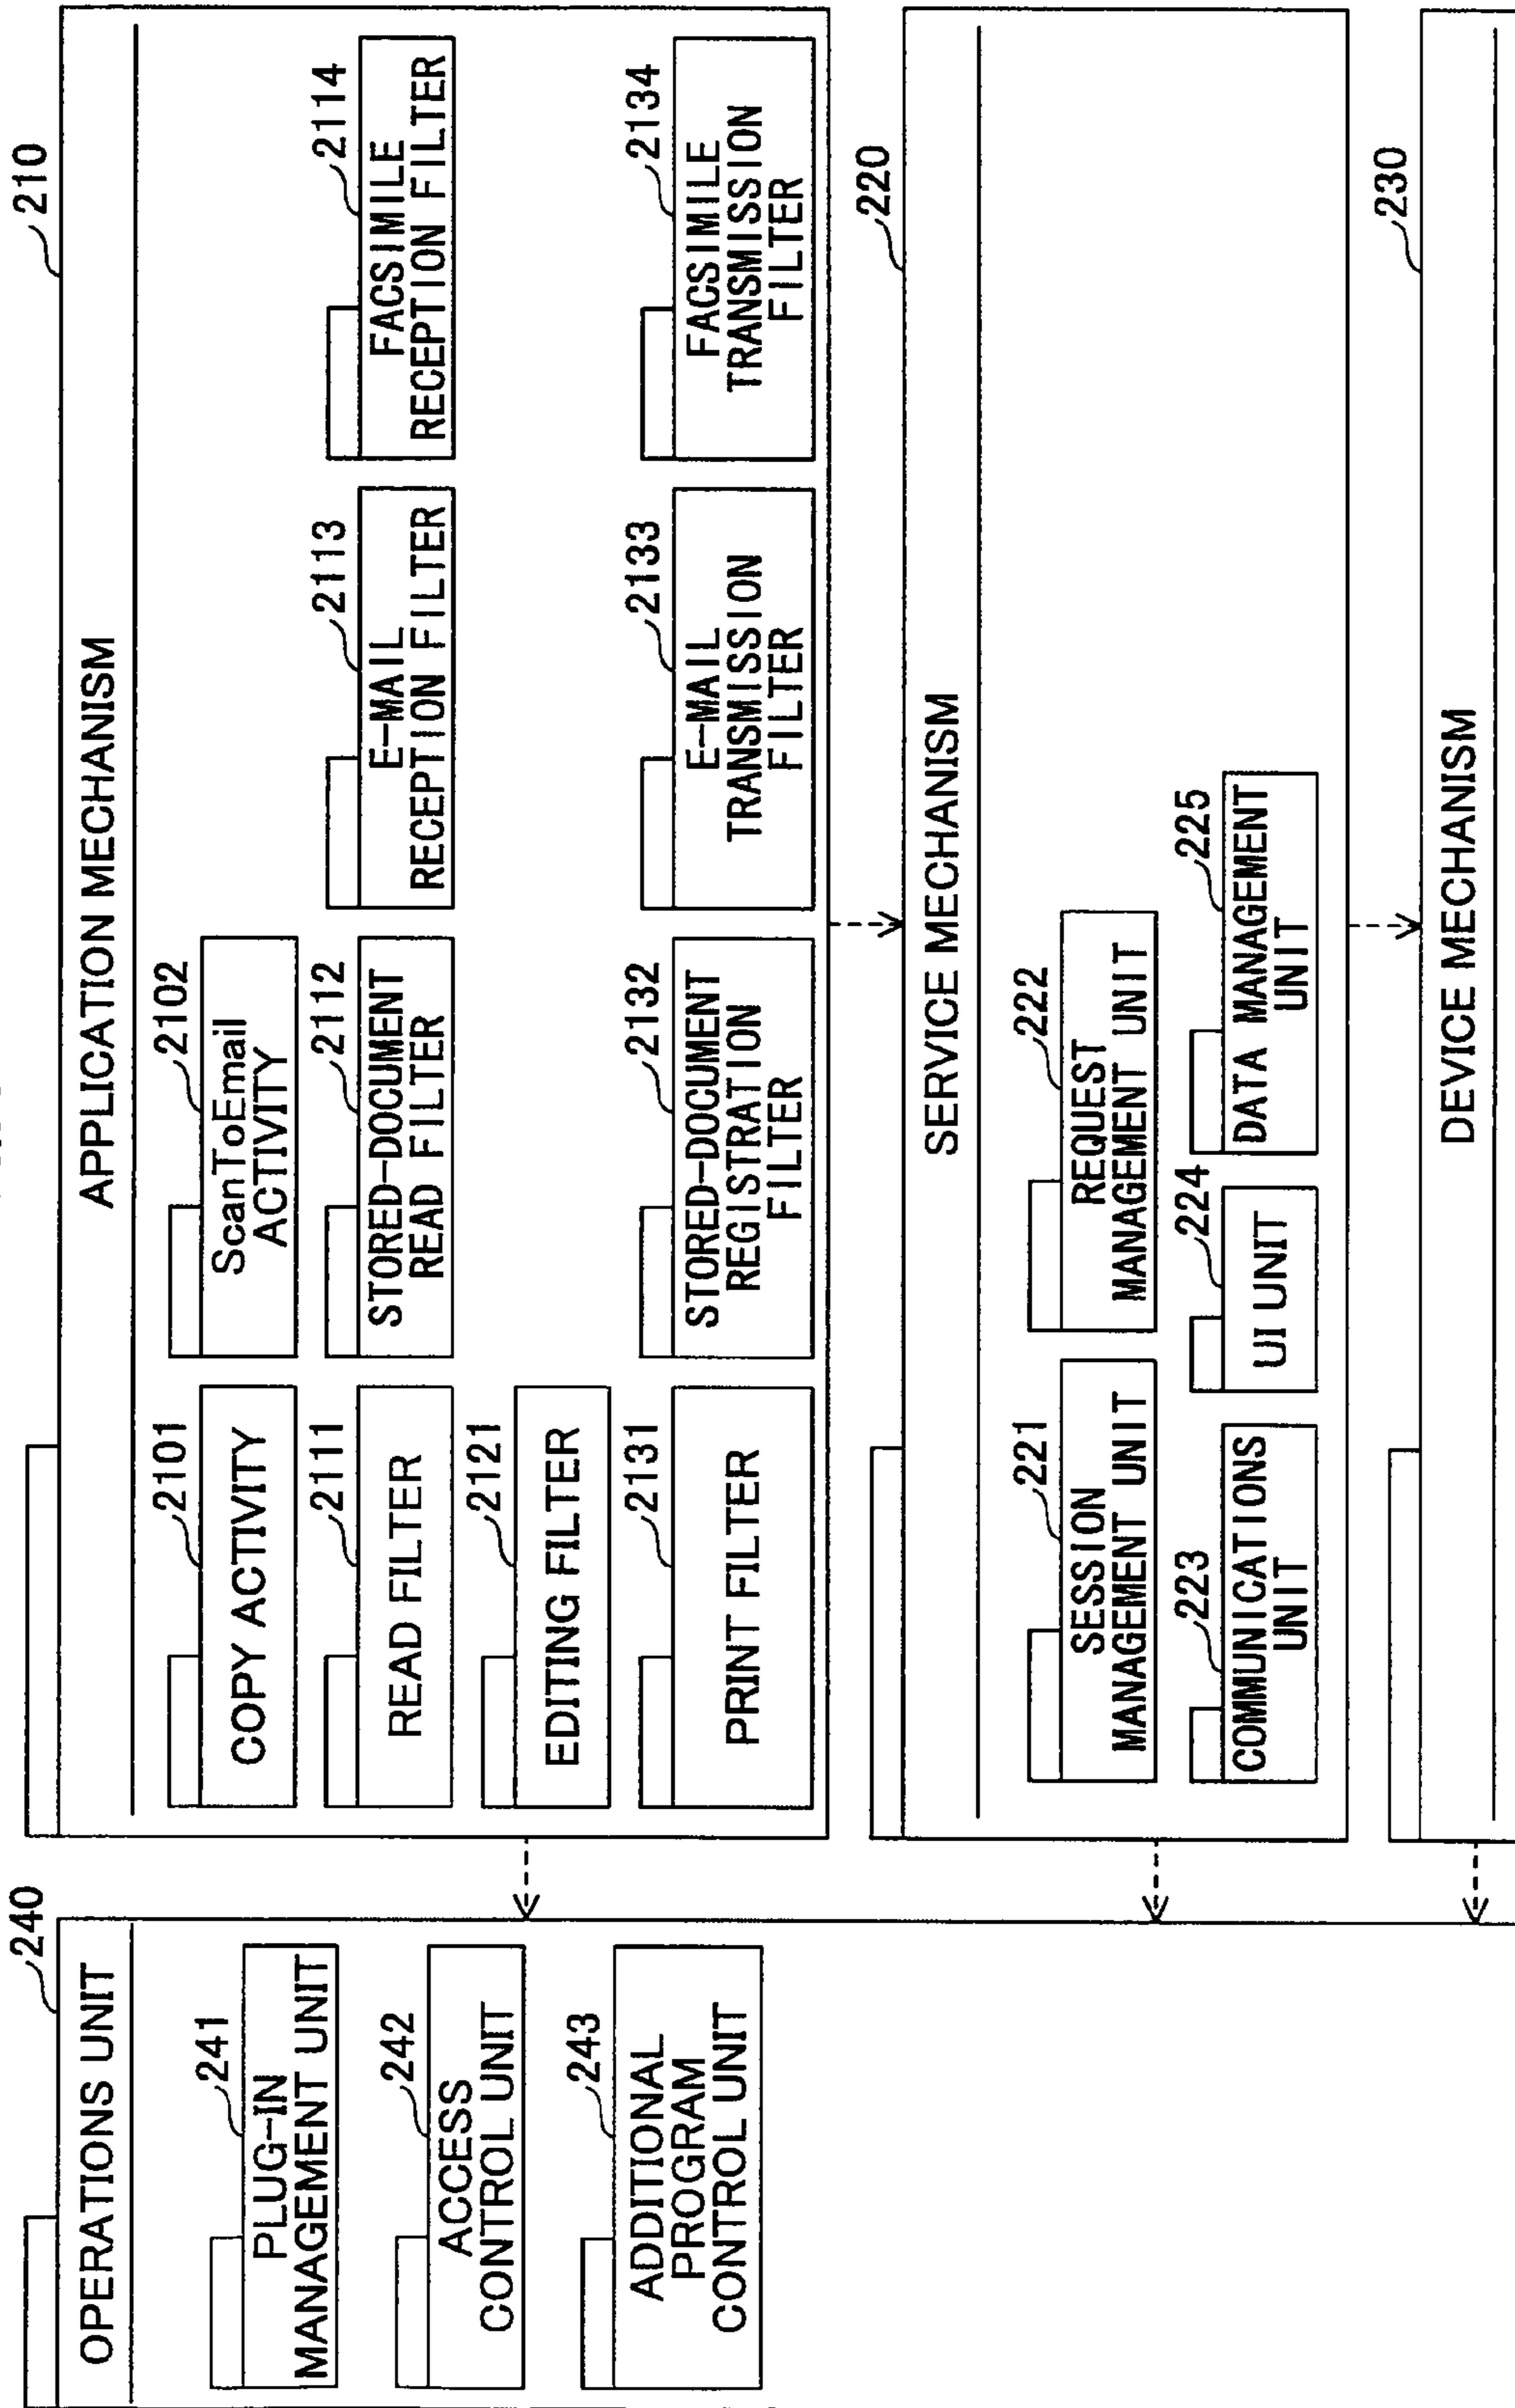 240
OPERATIONS UNIT
241
PLUG-IN
MANAGEMENT UNIT
242
ACCESS
CONTROL UNIT
243
ADDITIONAL
PROGRAM
CONTROL UNIT
210
APPLICATION MECHANISM
2101
COPY ACTIVITY
2102
ScanToEmail
ACTIVITY
2111
READ FILTER
2112
STORED-DOCUMENT
READ FILTER
2113
E-MAIL
RECEPTION FILTER
2114
FACSIMILE
RECEPTION FILTER
2121
EDITING FILTER
2131
PRINT FILTER
2132
STORED-DOCUMENT
REGISTRATION
FILTER
2133
E-MAIL
TRANSMISSION
FILTER
2134
FACSIMILE
TRANSMISSION
FILTER
220
SERVICE MECHANISM
221
SESSION
MANAGEMENT UNIT
222
REQUEST
MANAGEMENT UNIT
223
COMMUNICATIONS
UNIT
224
UI UNIT
225
DATA MANAGEMENT
UNIT
230
DEVICE MECHANISM